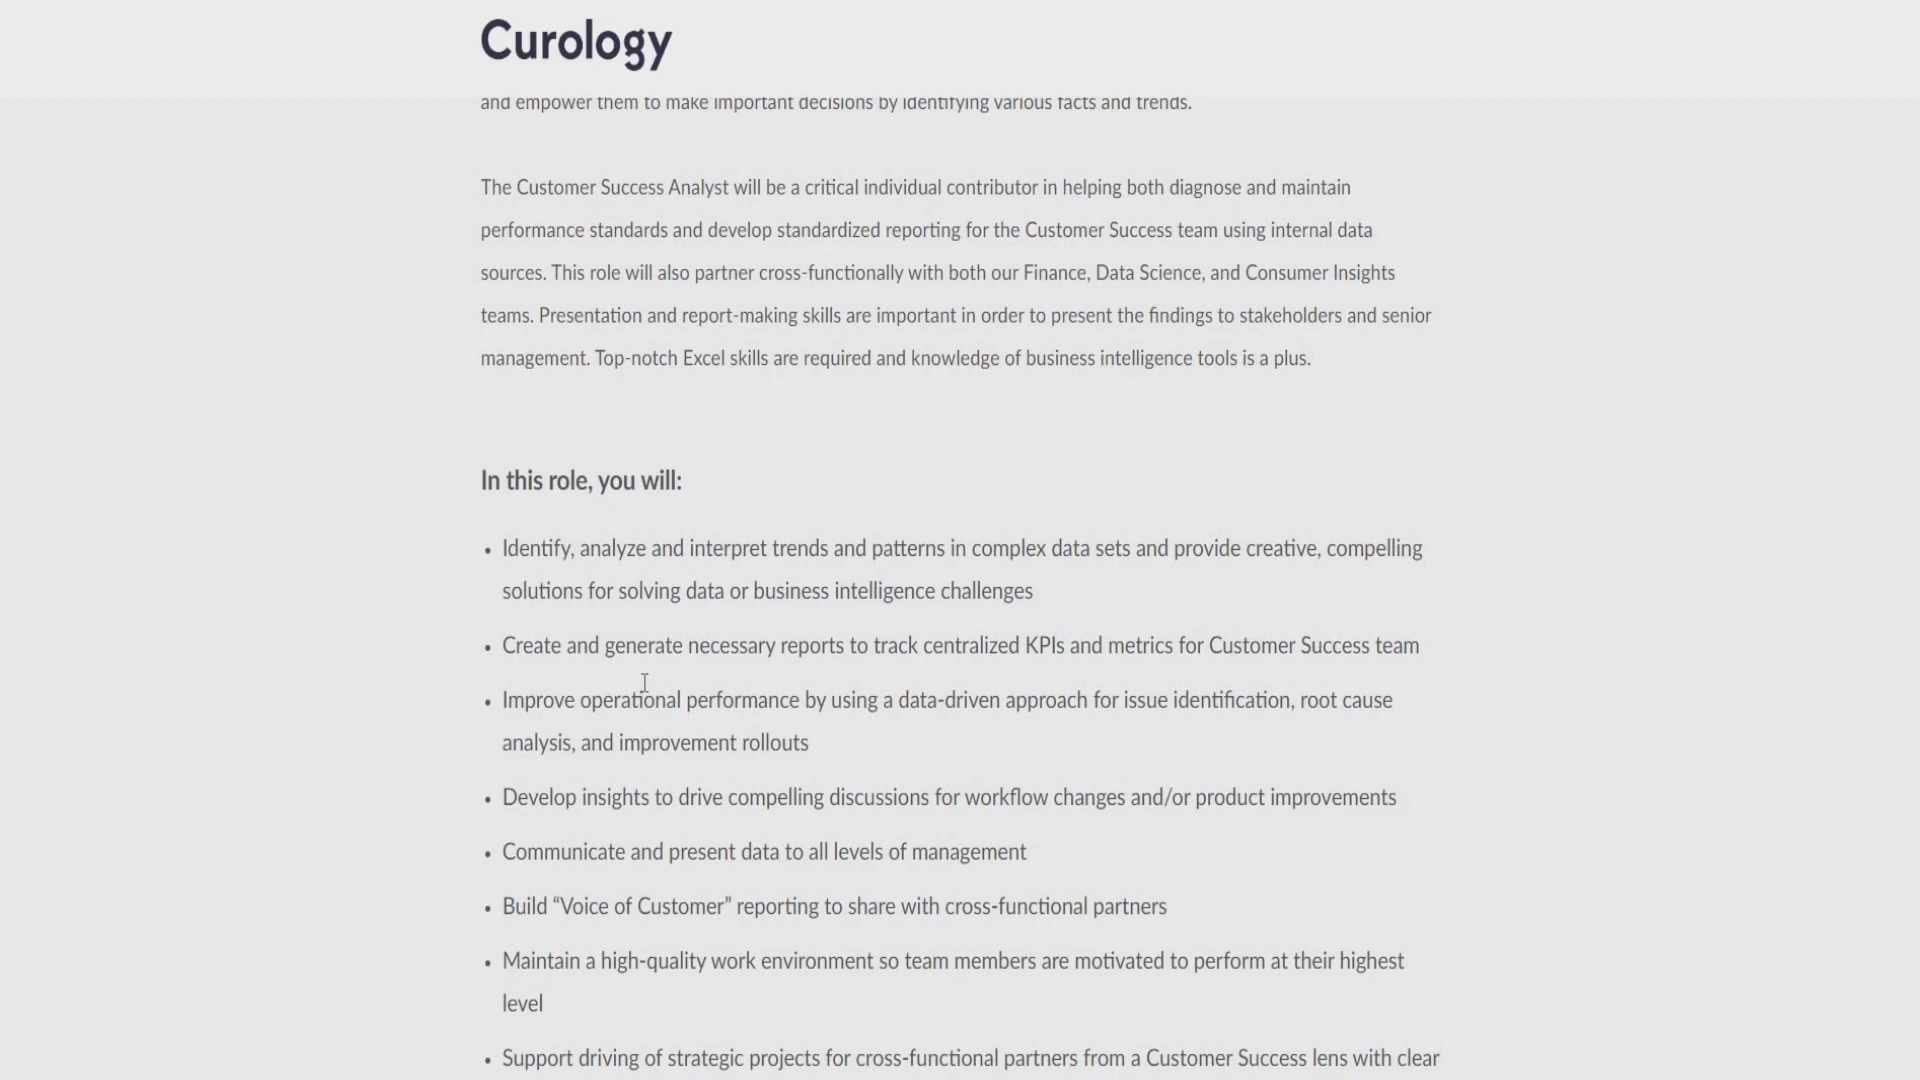 Curology
and empower them to make important decisions by identifying various facts and trends.
The Customer Success Analyst will be a critical individual contributor in helping both diagnose and maintain
performance standards and develop standardized reporting for the Customer Success team using internal data
sources. This role will also partner cross-functionally with both our Finance, Data Science, and Consumer Insights
teams. Presentation and report-making skills are important in order to present the findings to stakeholders and senior
management. Top-notch Excel skills are required and knowledge of business intelligence tools is a plus.
In this role, you will:
• Identify, analyze and interpret trends and patterns in complex data sets and provide creative, compelling
solutions for solving data or business intelligence challenges
• Create and generate necessary reports to track centralized KPIs and metrics for Customer Success team
• Improve operational performance by using a data-driven approach for issue identification, root cause
analysis, and improvement rollouts
• Develop insights to drive compelling discussions for workflow changes and/or product improvements
• Communicate and present data to all levels of management
• Build “Voice of Customer” reporting to share with cross-functional partners
• Maintain a high-quality work environment so team members are motivated to perform at their highest
level
• Support driving of strategic projects for cross-functional partners from a Customer Success lens with clear